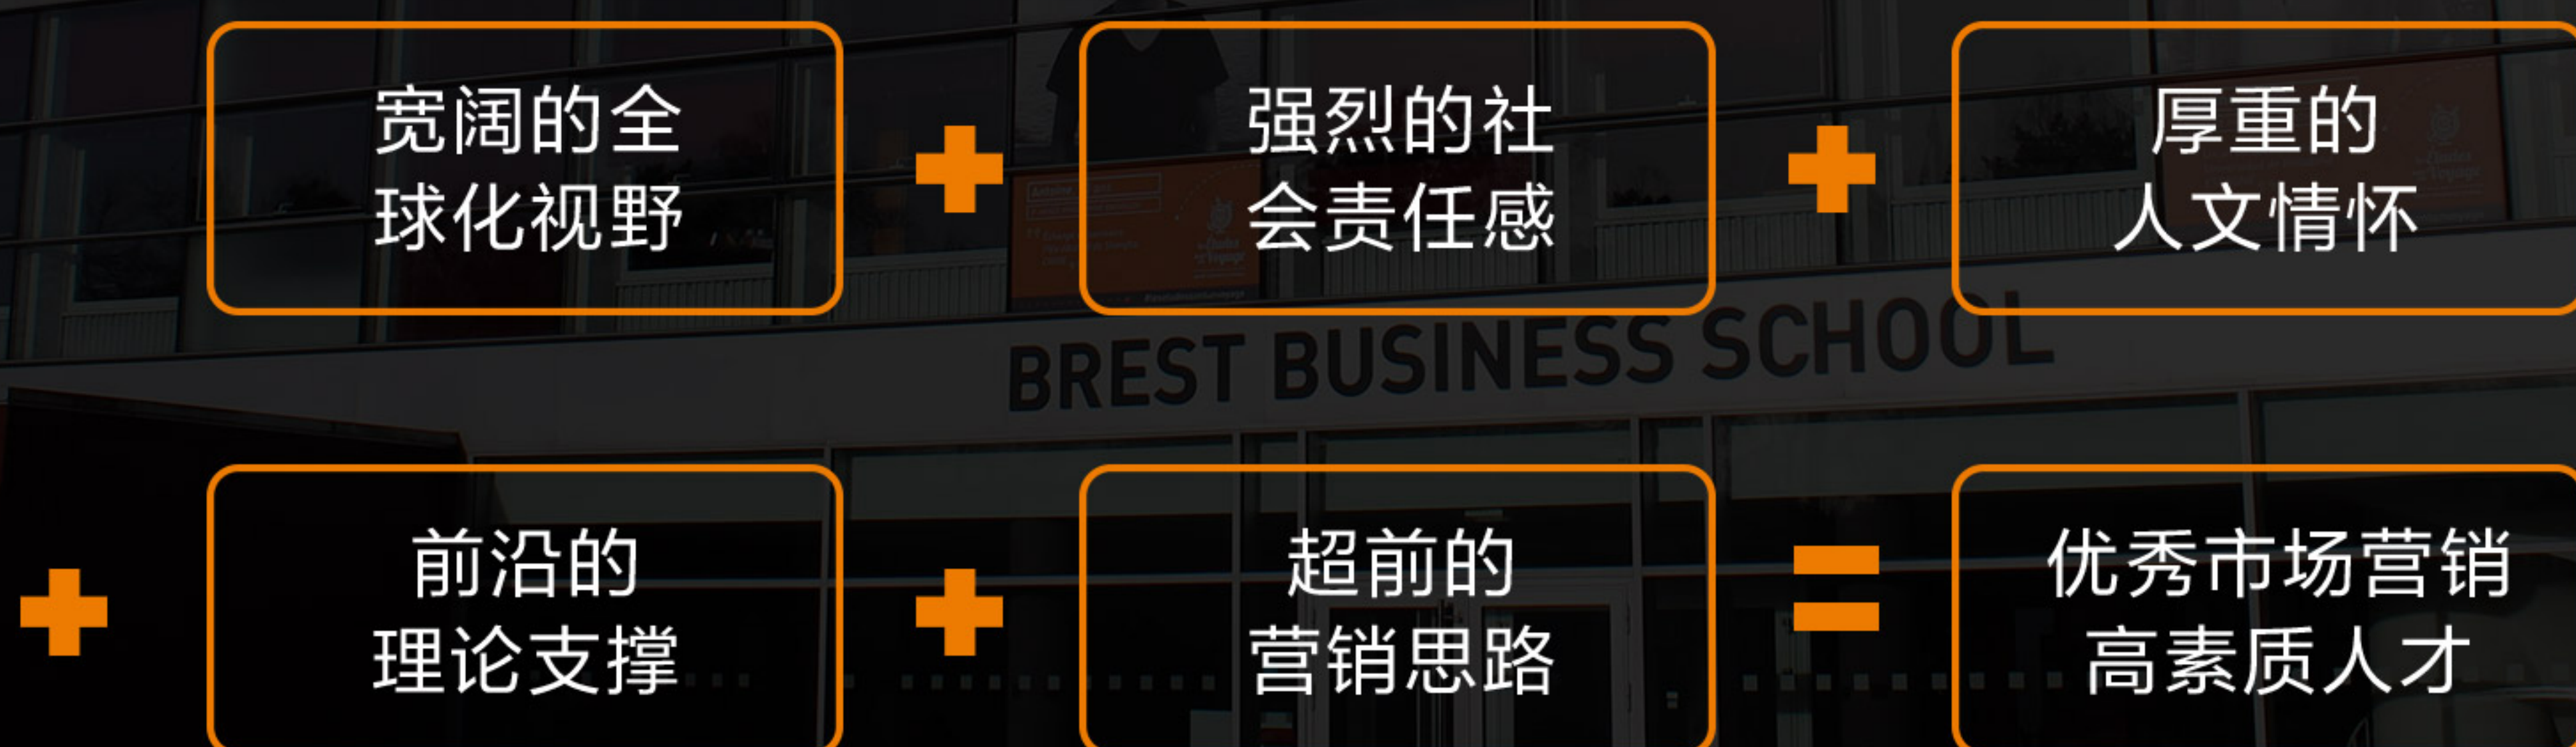 宽阔的全
球化视野
+
强烈的社
会责任感
+
厚重的
人文情怀
BREST BUSINESS SCHOOL
+
前沿的
理论支撑
+
超前的
营销思路
=
优秀市场营销
高素质人才